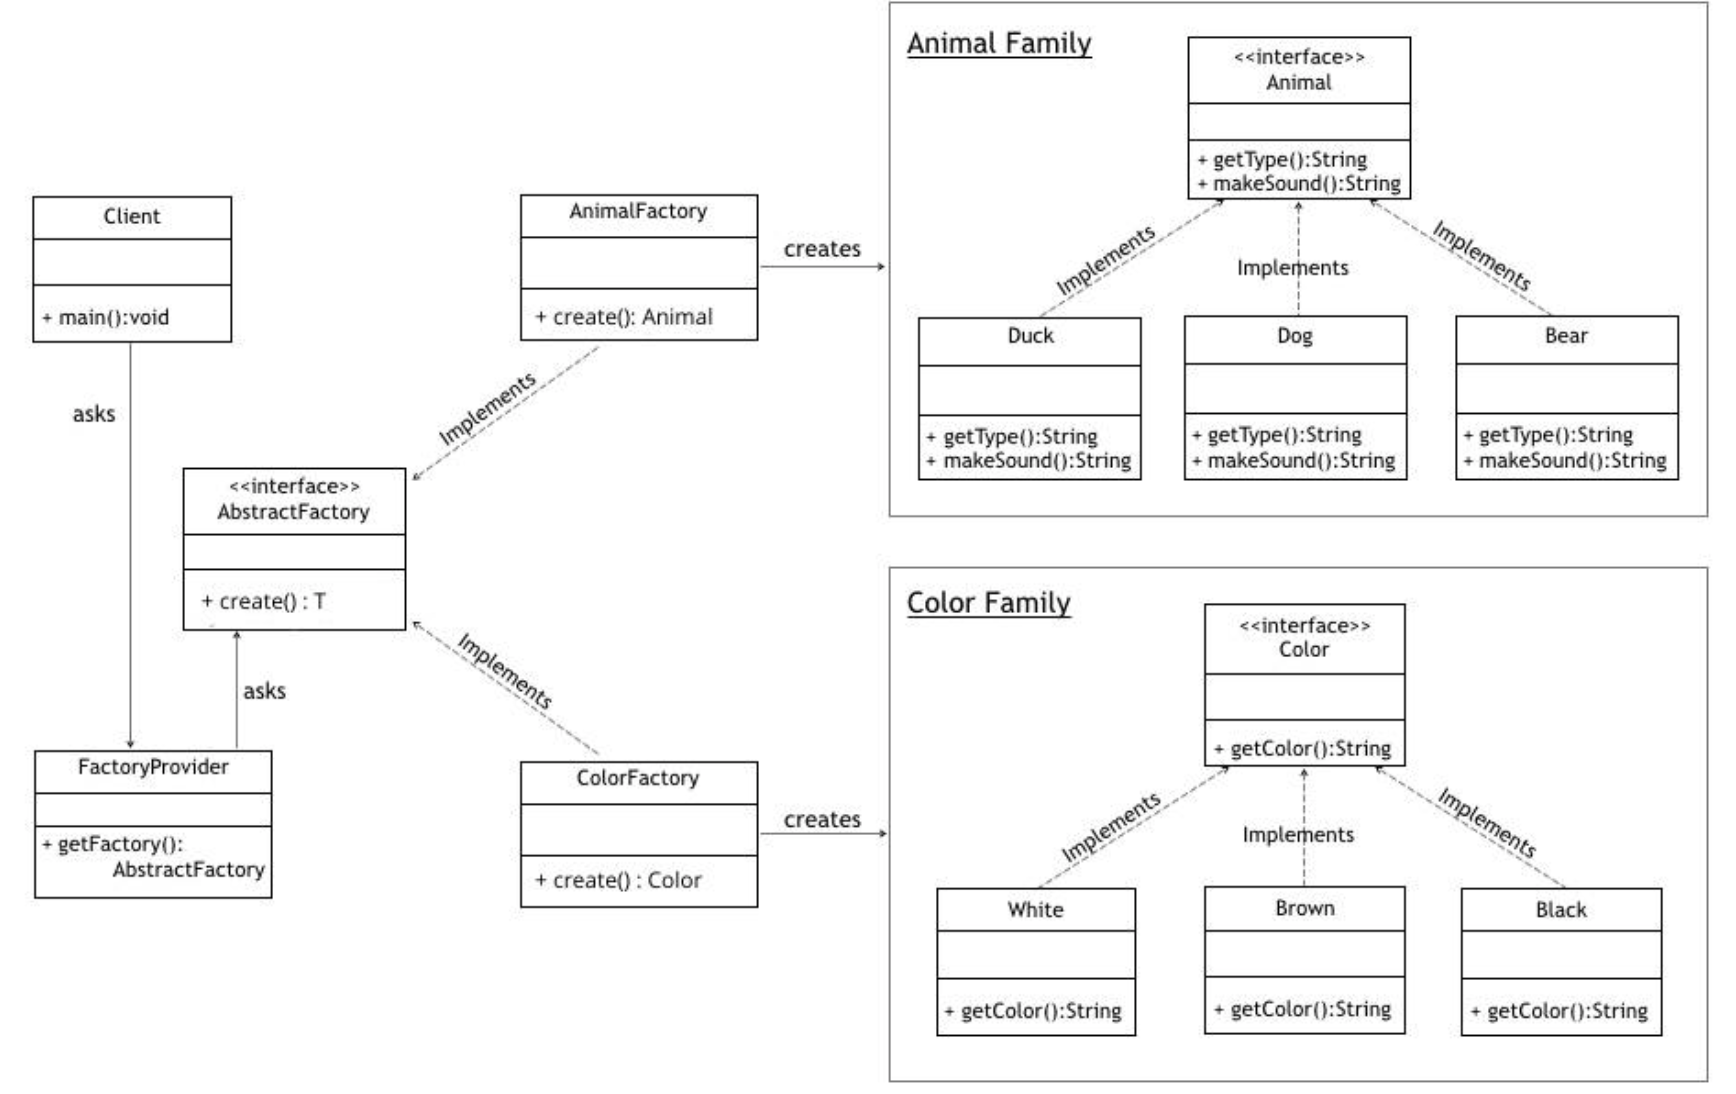 Client
+ main():void
asks
<<interface>>
AbstractFactory
+ create() : T
asks
FactoryProvider
+ getFactory():
AbstractFactory
AnimalFactory
+ create(): Animal
Implements
creates
Implements
ColorFactory
+ create() : Color
creates
Animal Family
<<interface>>
Animal
+ getType():String
+ makeSound():String
Implements
Implements
Implements
Duck
+ getType():String
+ makeSound():String
Dog
+ getType():String
+ makeSound():String
Bear
+ getType():String
+ makeSound():String
Color Family
<<interface>>
Color
+ getColor():String
Implements
Implements
Implements
White
+ getColor():String
Brown
+ getColor():String
Black
+ getColor():String